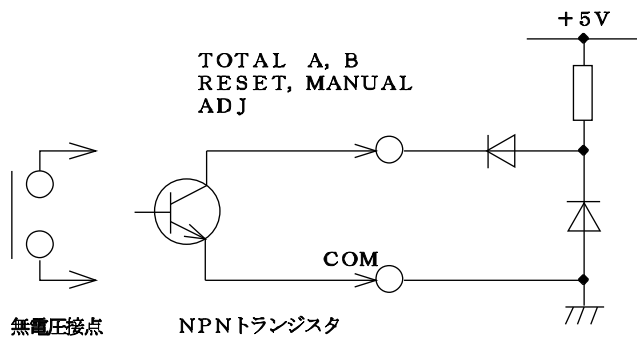 +5V
TOTAL A, B
RESET, MANUAL
ADJ
COM
無電圧接点
NPNトランジスタ